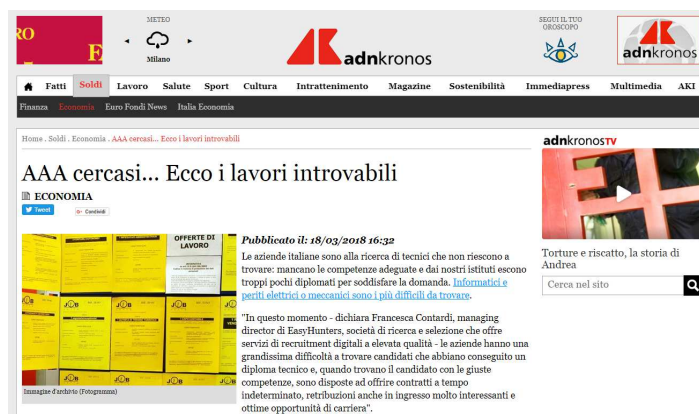 RO
E
METEO
Milano
adnkronos
SEGUI IL TUO
OROSCOPO
adnkronos
Fatti Soldi Lavoro Salute Sport Cultura Intrattenimento Magazine Sostenibilità Immediapress Multimedia AKI
Finanza Economia Euro Fondi News Italia Economia
Home . Soldi . Economia . AAA cercasi... Ecco i lavori introvabili
AAA cercasi... Ecco i lavori introvabili
ECONOMIA
Tweet
G+ Condividi
OFFERTE DI
LAVORO
JOB
JOB
JOB
JOB
JOB
JOB
JOB
JOB
Immagine d'archivio (Fotogramma)
Pubblicato il: 18/03/2018 16:32
Le aziende italiane sono alla ricerca di tecnici che non riescono a
trovare: mancano le competenze adeguate e dai nostri istituti escono
troppi pochi diplomati per soddisfare la domanda. Informatici e
periti elettrici o meccanici sono i più difficili da trovare.
"In questo momento - dichiara Francesca Contardi, managing
director di EasyHunters, società di ricerca e selezione che offre
servizi di recruitment digitali a elevata qualità - le aziende hanno una
grandissima difficoltà a trovare candidati che abbiano conseguito un
diploma tecnico e, quando trovano il candidato con le giuste
competenze, sono disposte ad offrire contratti a tempo
indeterminato, retribuzioni anche in ingresso molto interessanti e
ottime opportunità di carriera".
adnkronosTV
Torture e riscatto, la storia di
Andrea
Cerca nel sito